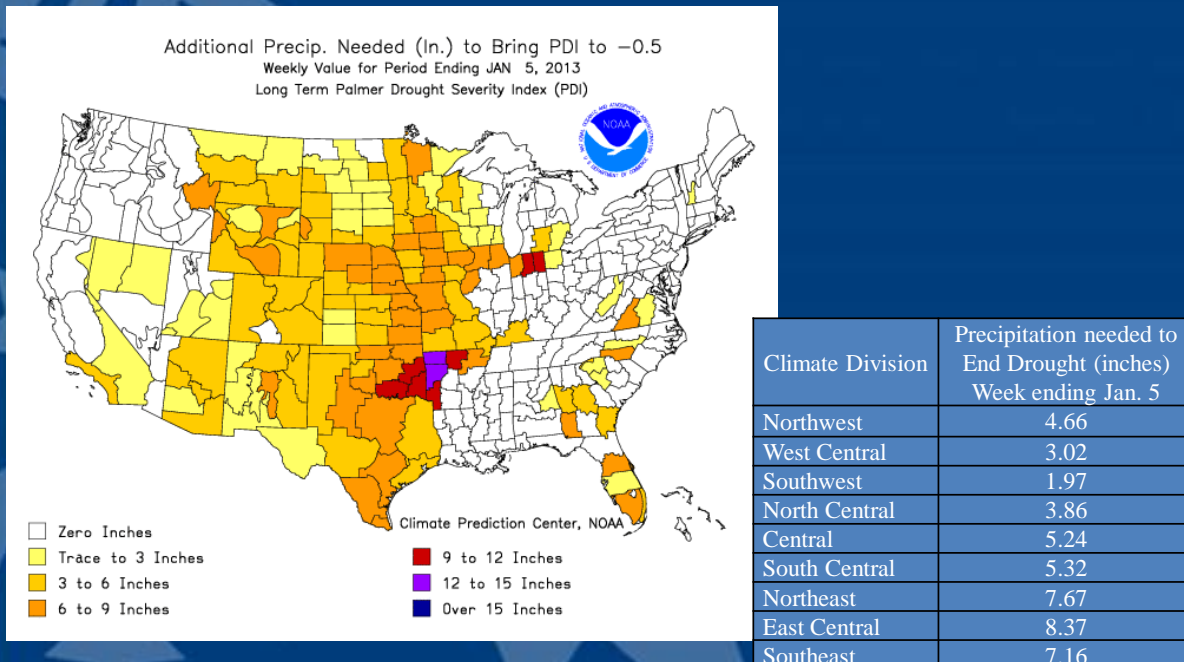 Additional Precip. Needed (In.) to Bring PDI to −0.5
Weekly Value for Period Ending JAN 5, 2013
Long Term Palmer Drought Severity Index (PDI)
NOAA
Climate Prediction Center, NOAA
Zero Inches
Trace to 3 Inches
3 to 6 Inches
6 to 9 Inches
9 to 12 Inches
12 to 15 Inches
Over 15 Inches
Climate Division
Precipitation needed to
End Drought (inches)
Week ending Jan. 5
Northwest 4.66
West Central 3.02
Southwest 1.97
North Central 3.86
Central 5.24
South Central 5.32
Northeast 7.67
East Central 8.37
Southeast 7.16